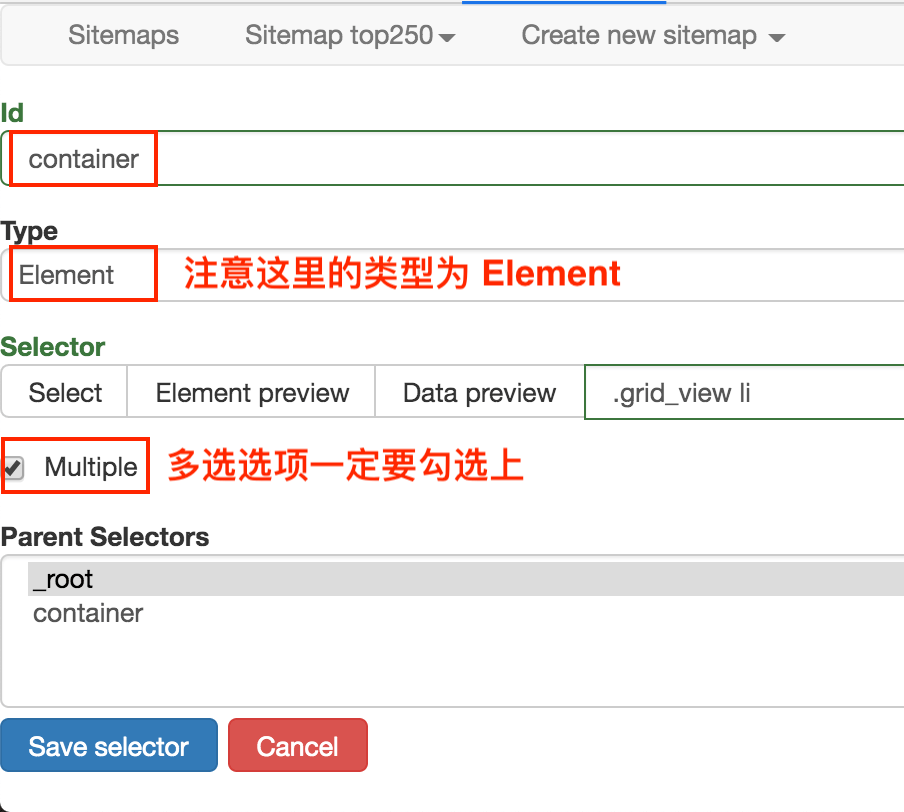 Sitemaps Sitemap top250 Create new sitemap
Id
container
Type
Element 注意这里的类型为 Element
Selector
Select Element preview Data preview .grid_view li
Multiple 多选选项一定要勾选上
Parent Selectors
_root
container
Save selector Cancel